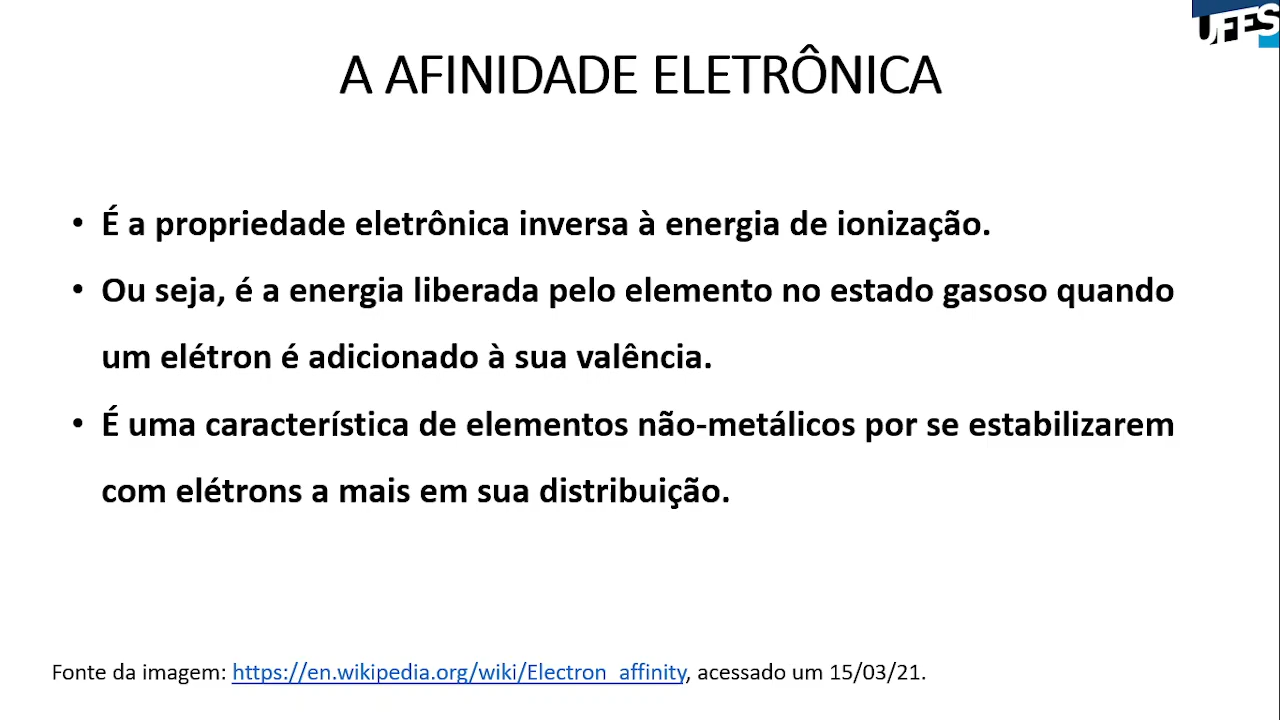 UFES
A AFINIDADE ELETRÔNICA
• É a propriedade eletrônica inversa à energia de ionização.
• Ou seja, é a energia liberada pelo elemento no estado gasoso quando
um elétron é adicionado à sua valência.
• É uma característica de elementos não-metálicos por se estabilizarem
com elétrons a mais em sua distribuição.
Fonte da imagem: https://en.wikipedia.org/wiki/Electron_affinity, acessado um 15/03/21.